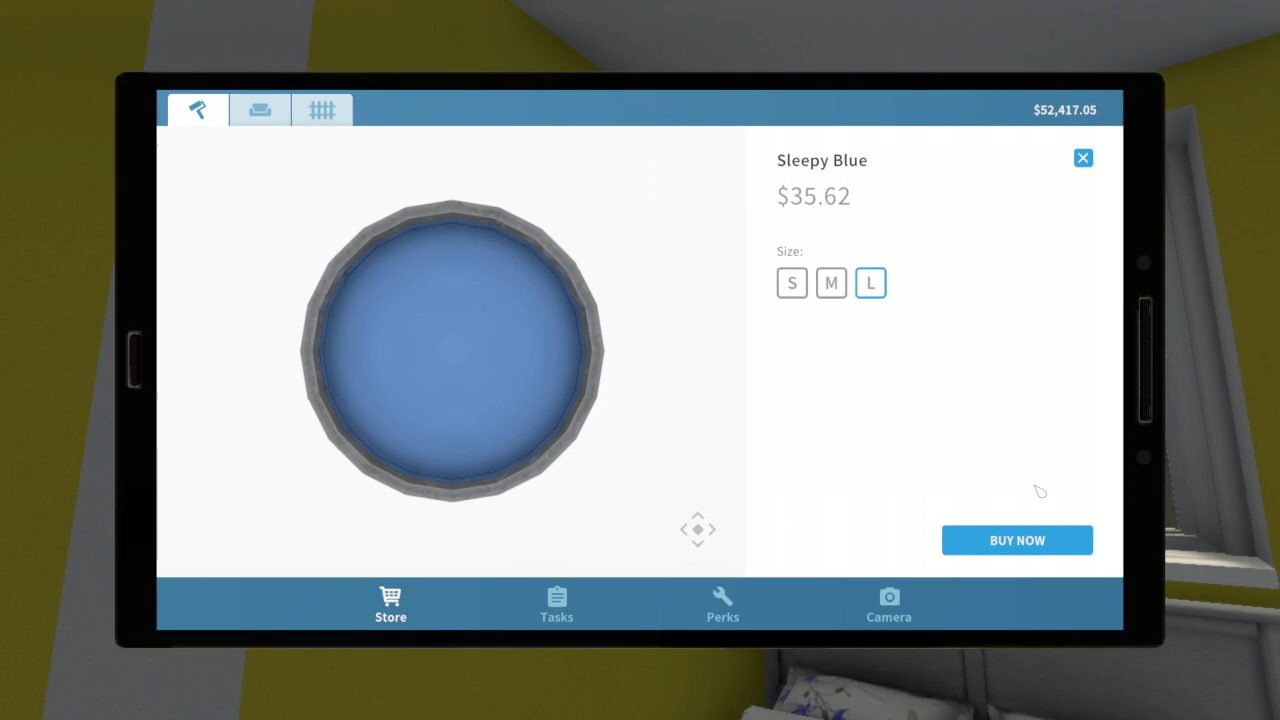 $52,417.05
Sleepy Blue
$35.62
Size:
S M L
BUY NOW
Store Tasks Perks Camera